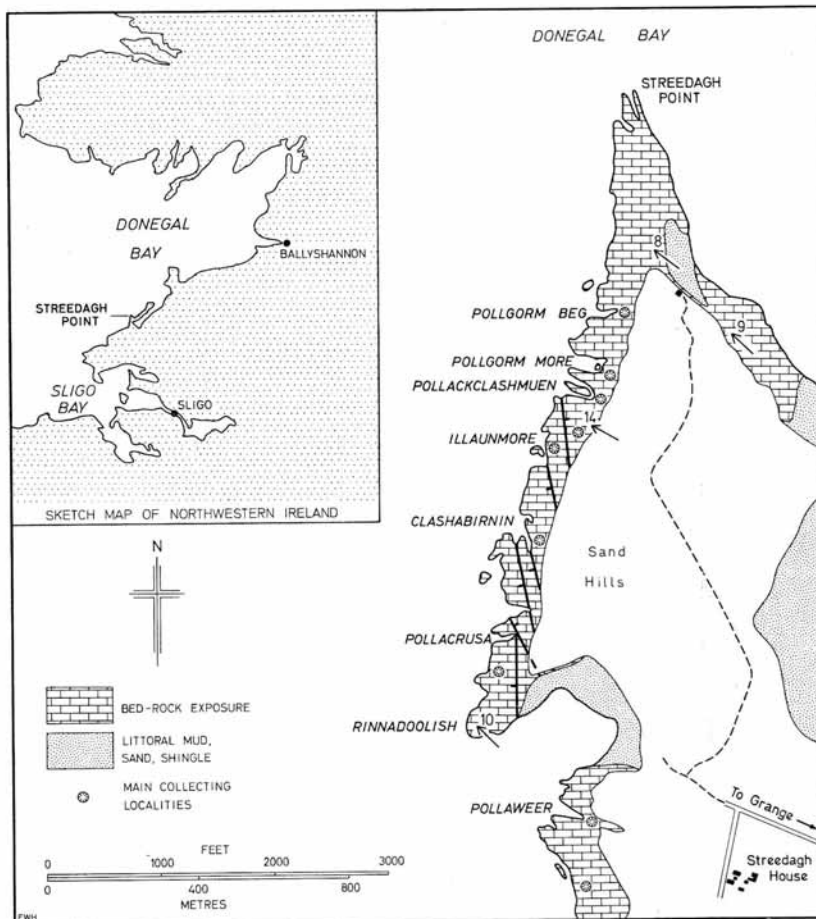 DONEGAL BAY
STREEDAGH
POINT
DONEGAL
BAY
BALLYSHANNON
STREEDAGH
POINT
SLIGO
BAY
SLIGO
SKETCH MAP OF NORTHWESTERN IRELAND
8
POLLGORM BEG
9
POLLGORM MORE
POLLACKCLASHMUEN
14
ILLAUNMORE
CLASHABIRNIN
Sand
Hills
N
POLLACRUSA
BED-ROCK EXPOSURE
10
RINNADOOLISH
LITTORAL MUD,
SAND, SHINGLE
MAIN COLLECTING
LOCALITIES
POLLAWEER
To Grange
FEET
0 1000 2000 3000
0 400 800
METRES
Streedagh
House
FWH